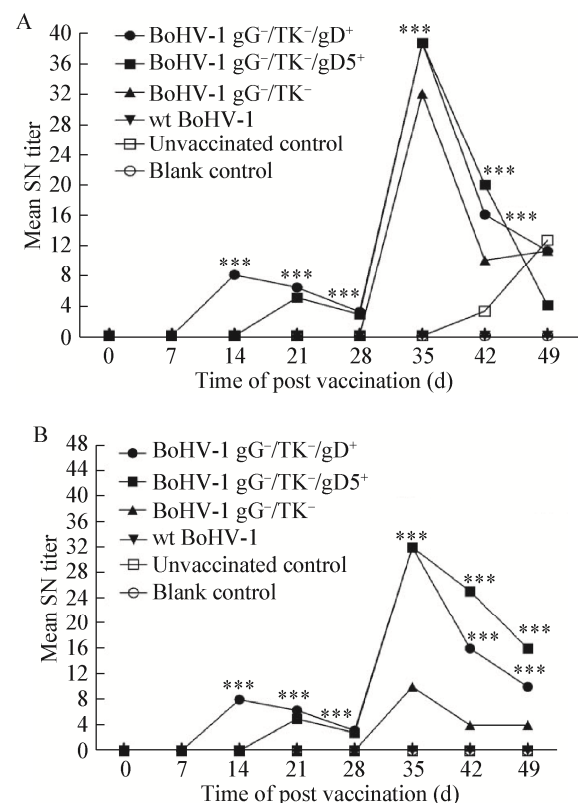 A
40
36
32
28
24
20
16
12
8
4
0
Mean SN titer
BoHV-1 gG⁻/TK⁻/gD⁺
BoHV-1 gG⁻/TK⁻/gD5⁺
BoHV-1 gG⁻/TK⁻
wt BoHV-1
Unvaccinated control
Blank control
***
***
***
***
***
***
0 7 14 21 28 35 42 49
Time of post vaccination (d)
B
48
44
40
36
32
28
24
20
16
12
8
4
0
Mean SN titer
BoHV-1 gG⁻/TK⁻/gD⁺
BoHV-1 gG⁻/TK⁻/gD5⁺
BoHV-1 gG⁻/TK⁻
wt BoHV-1
Unvaccinated control
Blank control
***
***
***
***
***
***
***
***
0 7 14 21 28 35 42 49
Time of post vaccination (d)